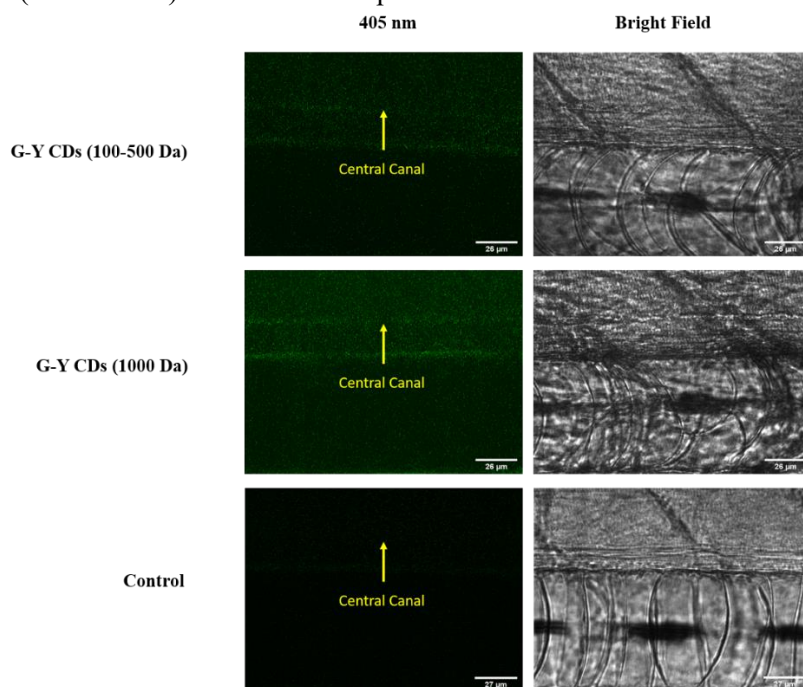 405 nm
Bright Field
G-Y CDs (100-500 Da)
Central Canal
26 µm
26 µm
G-Y CDs (1000 Da)
Central Canal
26 µm
26 µm
Control
Central Canal
27 µm
27 µm